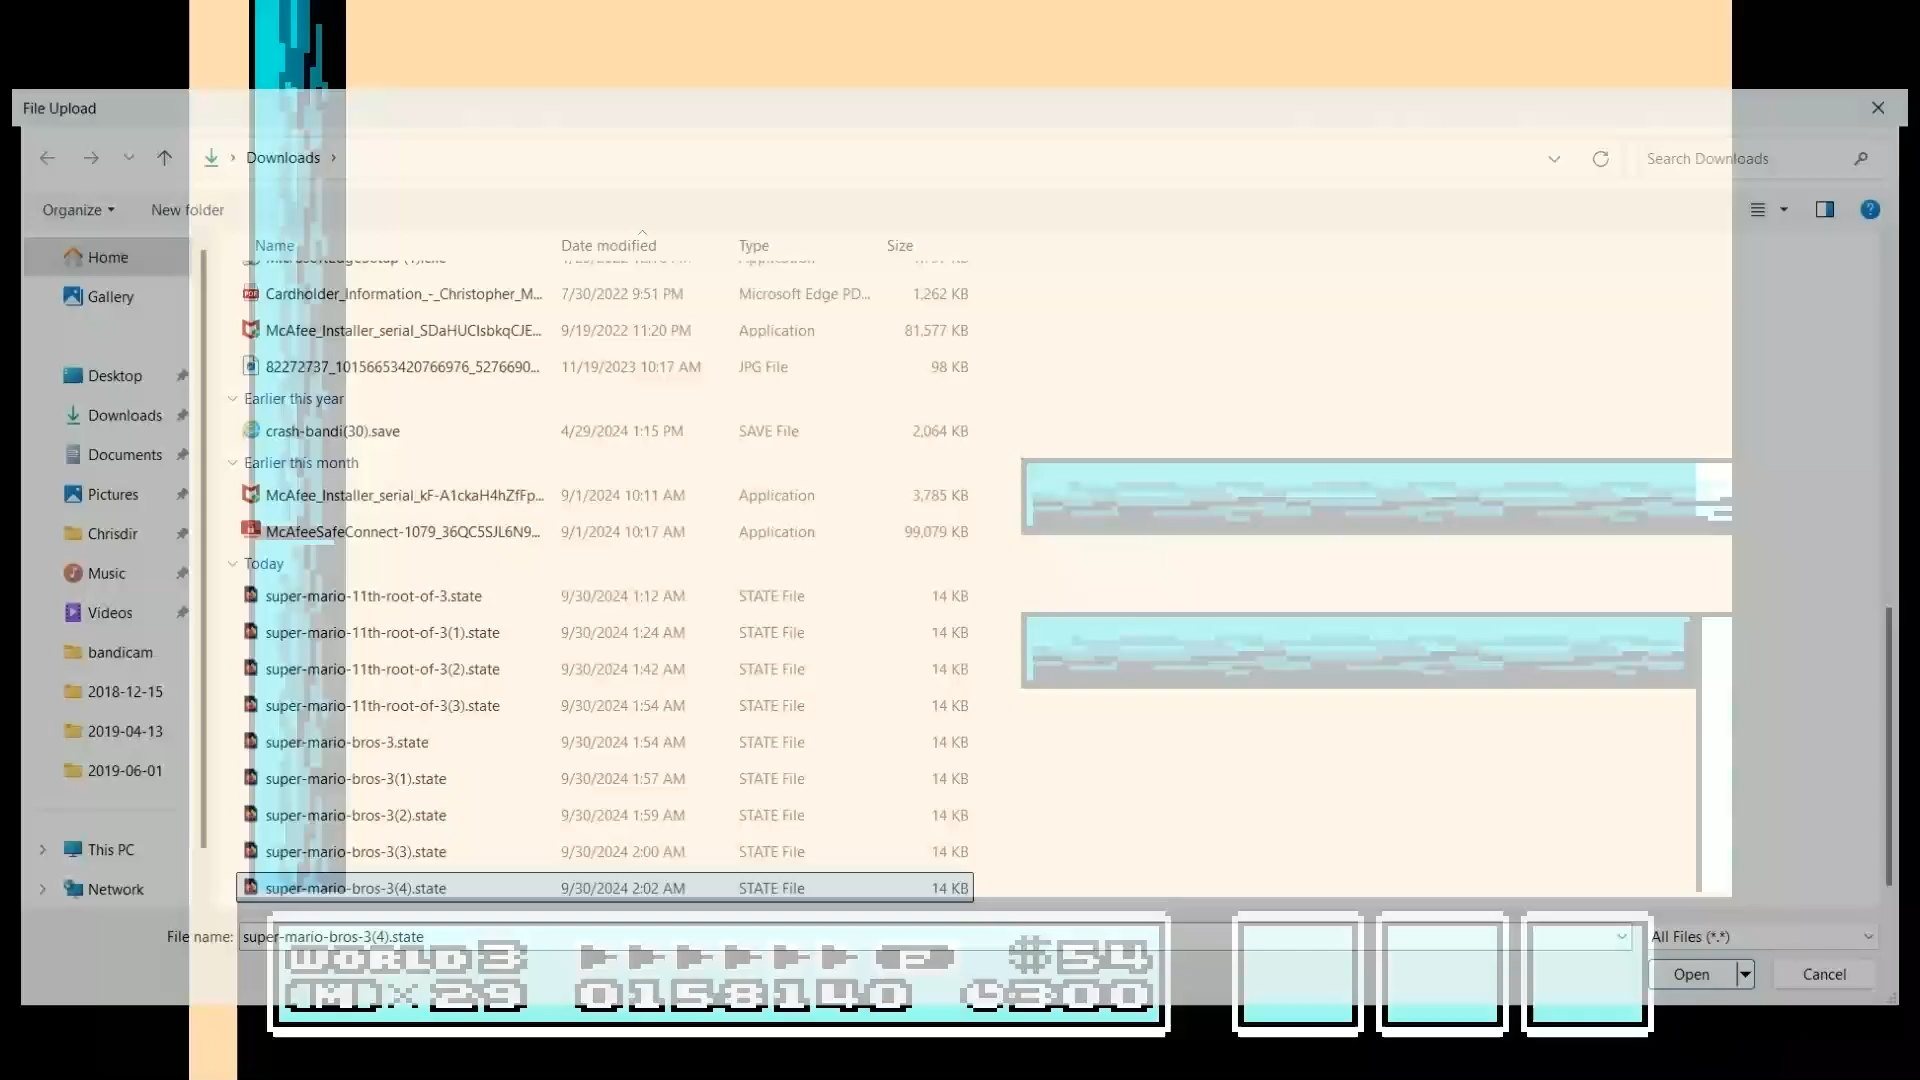 File Upload
Downloads
Search Downloads
Organize
New folder
Name Date modified Type Size
Home
Gallery
Desktop
Downloads
Documents
Pictures
Chrisdir
Music
Videos
bandicam
2018-12-15
2019-04-13
2019-06-01
This PC
Network
Cardholder_Information_-_Christopher_M... 7/30/2022 9:51 PM Microsoft Edge PD... 1,262 KB
McAfee_Installer_serial_SDaHUCIsbkqCJE... 9/19/2022 11:20 PM Application 81,577 KB
82272737_10156653420766976_5276690... 11/19/2023 10:17 AM JPG File 98 KB
Earlier this year
crash-bandi(30).save 4/29/2024 1:15 PM SAVE File 2,064 KB
Earlier this month
McAfee_Installer_serial_kF-A1ckaH4hZfFp... 9/1/2024 10:11 AM Application 3,785 KB
McAfeeSafeConnect-1079_36QC5SJL6N9... 9/1/2024 10:17 AM Application 99,079 KB
Today
super-mario-11th-root-of-3.state 9/30/2024 1:12 AM STATE File 14 KB
super-mario-11th-root-of-3(1).state 9/30/2024 1:24 AM STATE File 14 KB
super-mario-11th-root-of-3(2).state 9/30/2024 1:42 AM STATE File 14 KB
super-mario-11th-root-of-3(3).state 9/30/2024 1:54 AM STATE File 14 KB
super-mario-bros-3.state 9/30/2024 1:54 AM STATE File 14 KB
super-mario-bros-3(1).state 9/30/2024 1:57 AM STATE File 14 KB
super-mario-bros-3(2).state 9/30/2024 1:59 AM STATE File 14 KB
super-mario-bros-3(3).state 9/30/2024 2:00 AM STATE File 14 KB
super-mario-bros-3(4).state 9/30/2024 2:02 AM STATE File 14 KB
File name: super-mario-bros-3(4).state All Files (*.*)
Open Cancel
WORLD 3 P #54
M × 29 0158140 300